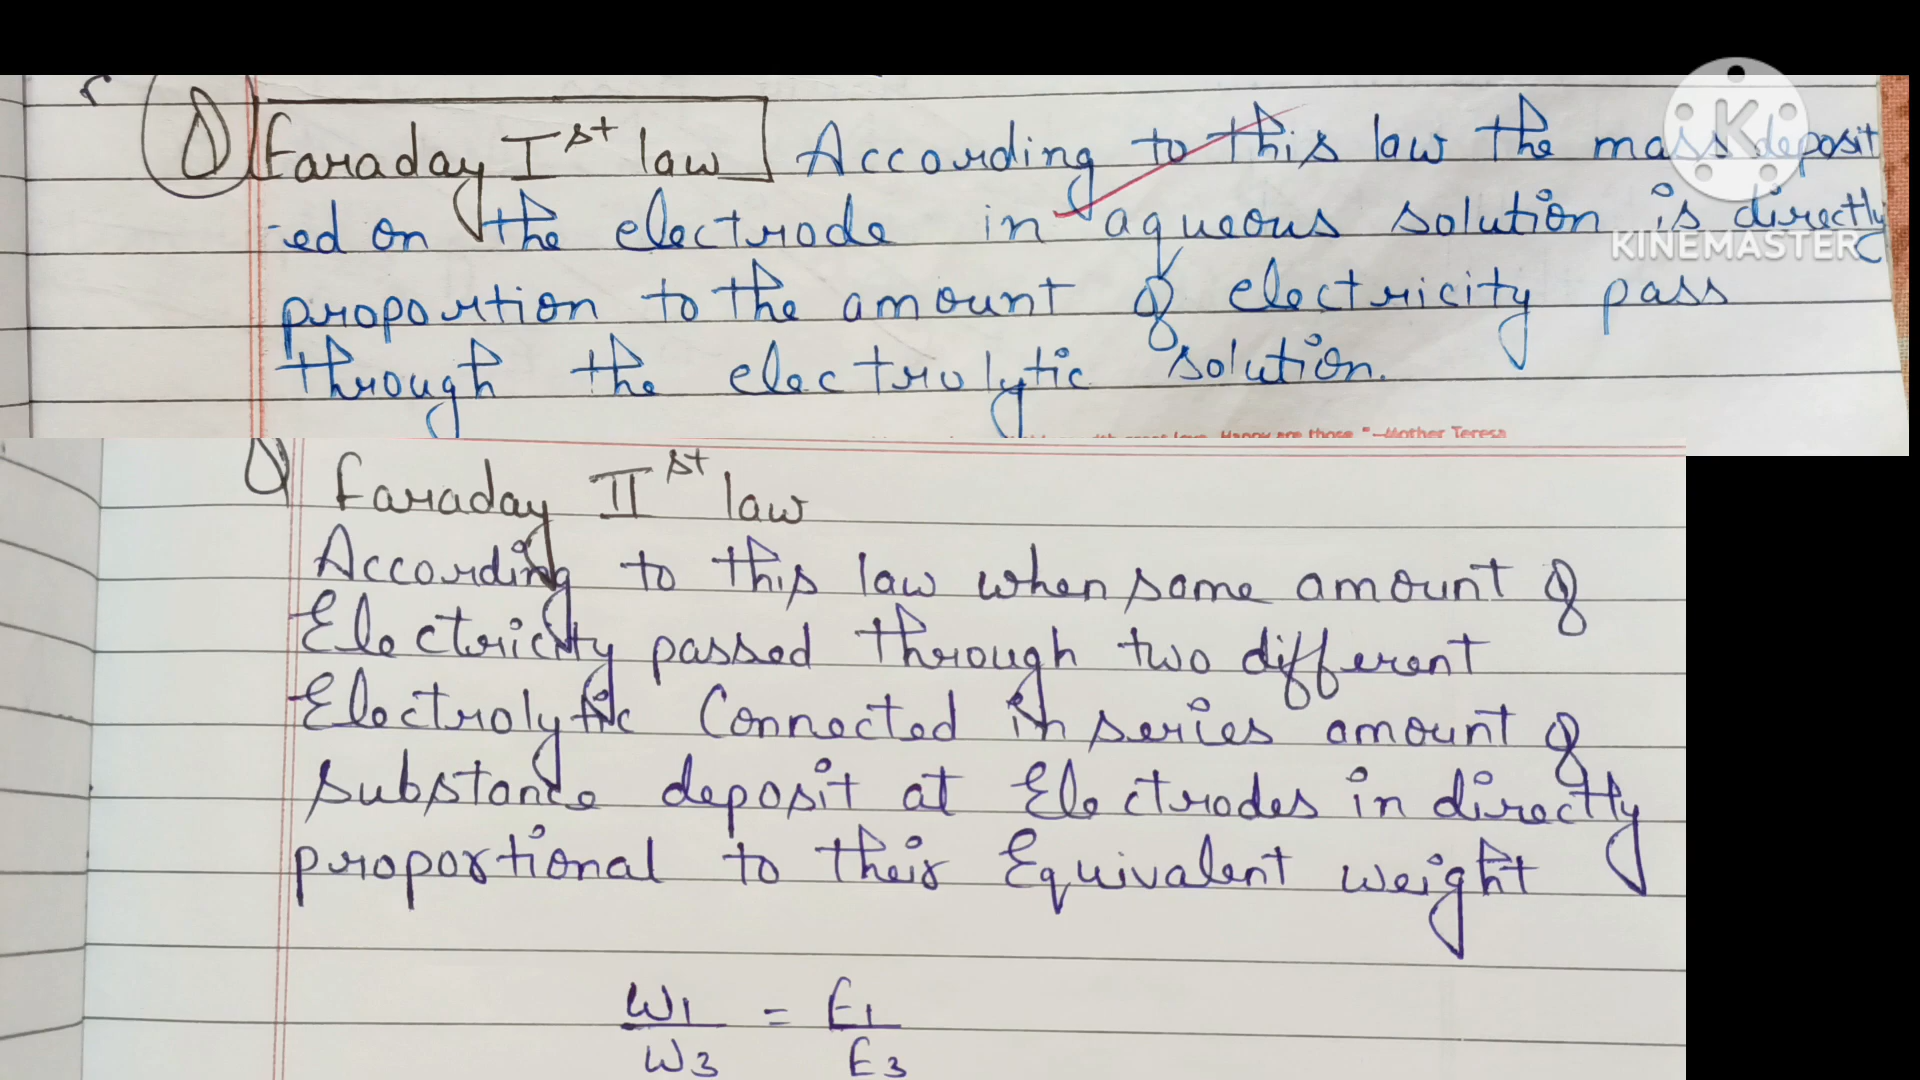 Faraday Ist law According to this law the mass deposit
-ed on the electrode in aqueous solution is directly
proportion to the amount of electricity pass
through the electrolytic solution.
KINEMASTER
Happy are those "–Mother Teresa
Faraday IIst law
According to this law when same amount of
Electricity passed through two different
Electrolytic Connected in series amount of
substance deposit at Electrodes in directly
proportional to their Equivalent weight
W1 = E1
W3 E3